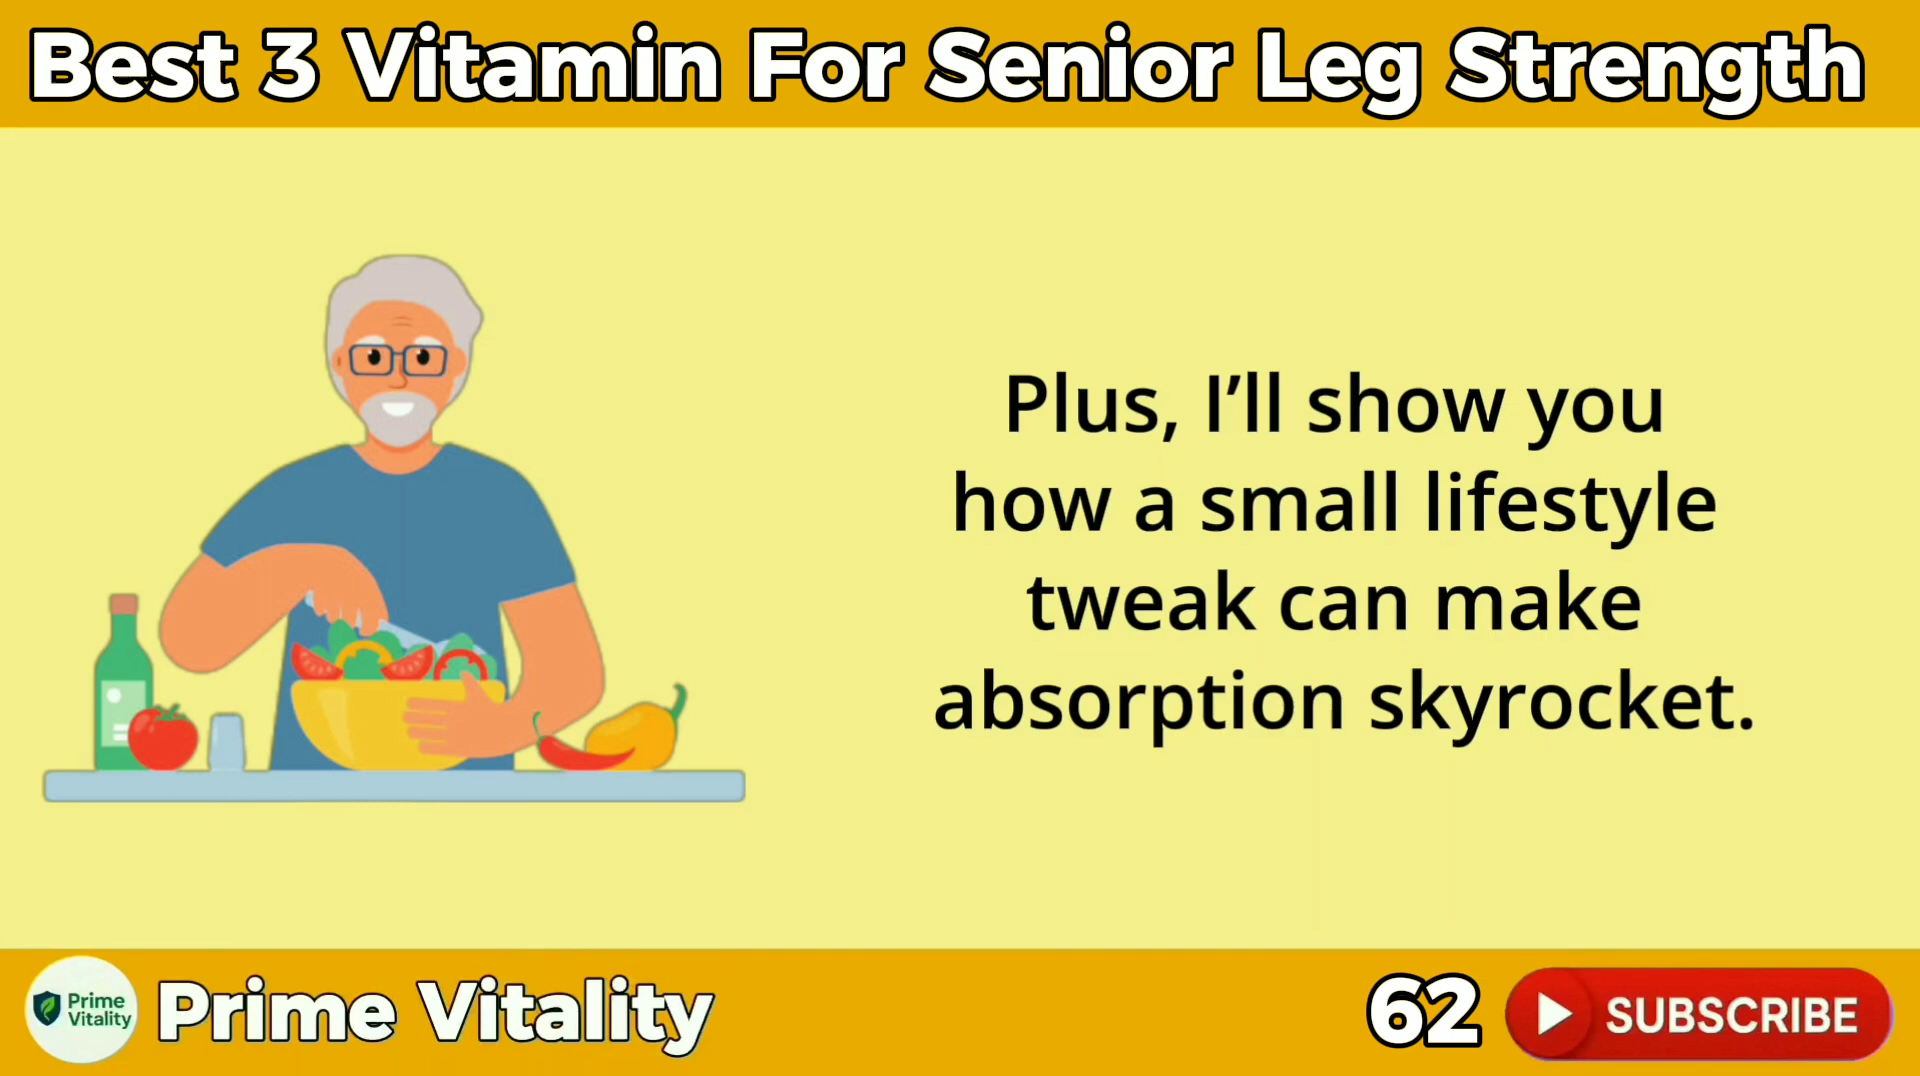 Best 3 Vitamin For Senior Leg Strength
Plus, I’ll show you
how a small lifestyle
tweak can make
absorption skyrocket.
Prime
Vitality
Prime Vitality
62
SUBSCRIBE